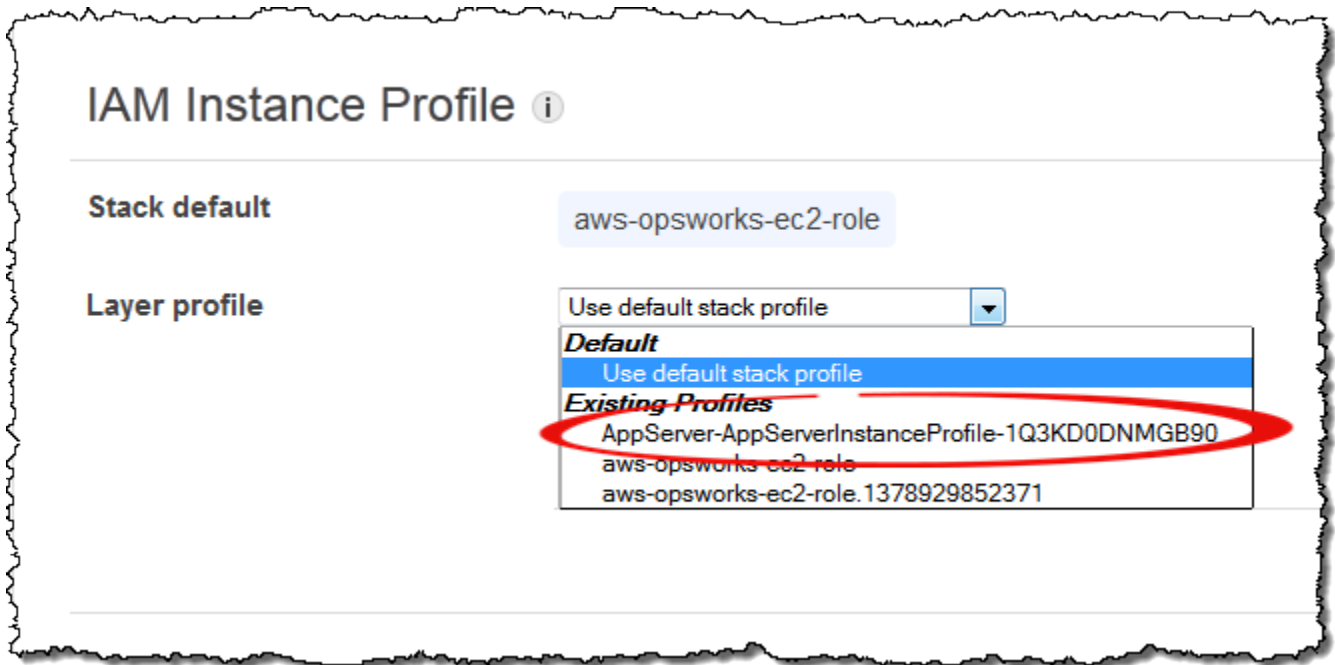 IAM Instance Profile i
Stack default
aws-opsworks-ec2-role
Layer profile
Use default stack profile
Default
Use default stack profile
Existing Profiles
AppServer-AppServerInstanceProfile-1Q3KD0DNMGB90
aws-opsworks-ec2-role
aws-opsworks-ec2-role.1378929852371